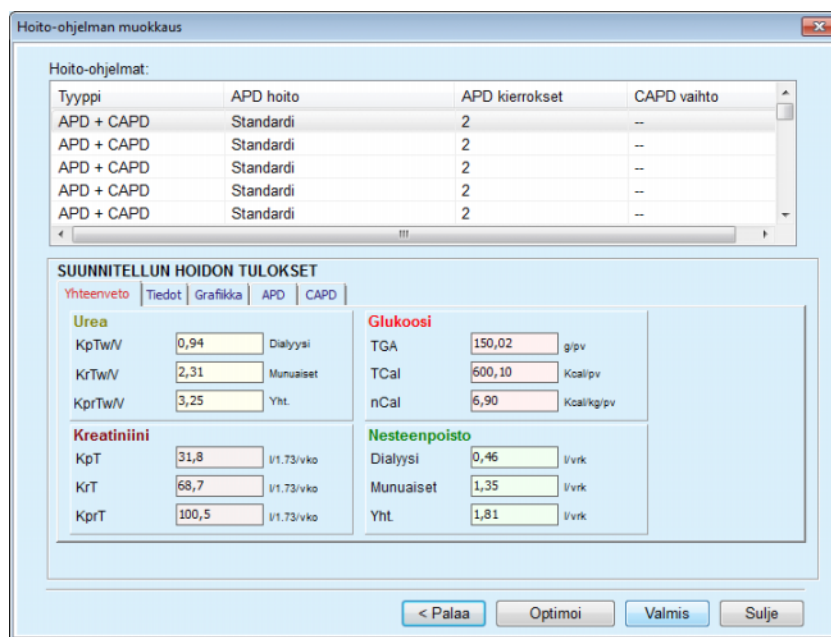 Hoito-ohjelman muokkaus
Hoito-ohjelmat:
Tyyppi APD hoito APD kierrokset CAPD vaihto
APD + CAPD Standardi 2 --
APD + CAPD Standardi 2 --
APD + CAPD Standardi 2 --
APD + CAPD Standardi 2 --
APD + CAPD Standardi 2 --
SUUNNITELLUN HOIDON TULOKSET
Yhteenveto Tiedot Grafiikka APD CAPD
Urea
KpTw/V 0,94 Dialyysi
KrTw/V 2,31 Munuaiset
KprTw/V 3,25 Yht.
Glukoosi
TGA 150,02 g/pv
TCal 600,10 Kcal/pv
nCal 6,90 Kcal/kg/pv
Kreatiniini
KpT 31,8 l/1.73/vko
KrT 68,7 l/1.73/vko
KprT 100,5 l/1.73/vko
Nesteenpoisto
Dialyysi 0,46 l/vrk
Munuaiset 1,35 l/vrk
Yht. 1,81 l/vrk
< Palaa Optimoi Valmis Sulje